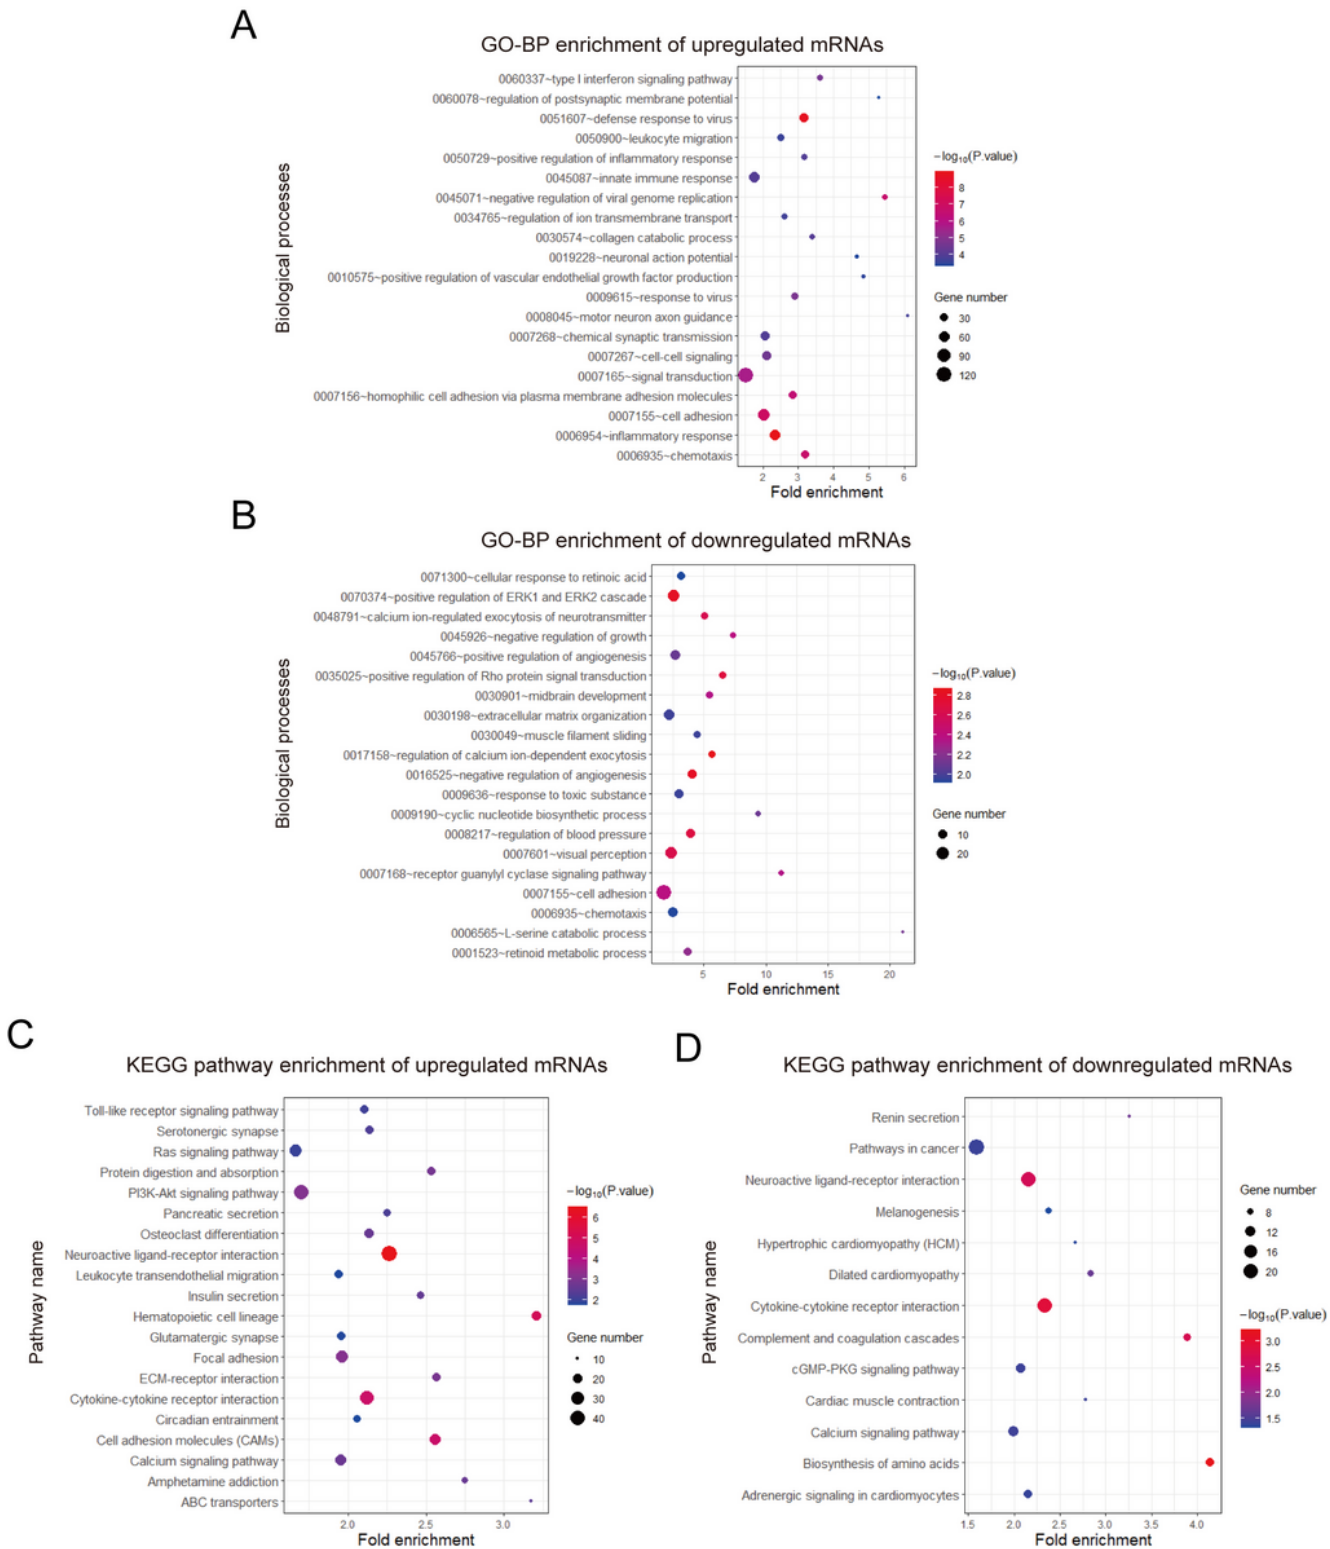 A
GO-BP enrichment of upregulated mRNAs
Biological processes
0060337~type I interferon signaling pathway
0060078~regulation of postsynaptic membrane potential
0051607~defense response to virus
0050900~leukocyte migration
0050729~positive regulation of inflammatory response
0045087~innate immune response
0045071~negative regulation of viral genome replication
0034765~regulation of ion transmembrane transport
0030574~collagen catabolic process
0019228~neuronal action potential
0010575~positive regulation of vascular endothelial growth factor production
0009615~response to virus
0008045~motor neuron axon guidance
0007268~chemical synaptic transmission
0007267~cell-cell signaling
0007165~signal transduction
0007156~homophilic cell adhesion via plasma membrane adhesion molecules
0007155~cell adhesion
0006954~inflammatory response
0006935~chemotaxis
2 3 4 5 6
Fold enrichment
−log10(P.value)
8
7
6
5
4
Gene number
30
60
90
120
B
GO-BP enrichment of downregulated mRNAs
Biological processes
0071300~cellular response to retinoic acid
0070374~positive regulation of ERK1 and ERK2 cascade
0048791~calcium ion-regulated exocytosis of neurotransmitter
0045926~negative regulation of growth
0045766~positive regulation of angiogenesis
0035025~positive regulation of Rho protein signal transduction
0030901~midbrain development
0030198~extracellular matrix organization
0030049~muscle filament sliding
0017158~regulation of calcium ion-dependent exocytosis
0016525~negative regulation of angiogenesis
0009636~response to toxic substance
0009190~cyclic nucleotide biosynthetic process
0008217~regulation of blood pressure
0007601~visual perception
0007168~receptor guanylyl cyclase signaling pathway
0007155~cell adhesion
0006935~chemotaxis
0006565~L-serine catabolic process
0001523~retinoid metabolic process
5 10 15 20
Fold enrichment
−log10(P.value)
2.8
2.6
2.4
2.2
2.0
Gene number
10
20
C
KEGG pathway enrichment of upregulated mRNAs
Pathway name
Toll-like receptor signaling pathway
Serotonergic synapse
Ras signaling pathway
Protein digestion and absorption
PI3K-Akt signaling pathway
Pancreatic secretion
Osteoclast differentiation
Neuroactive ligand-receptor interaction
Leukocyte transendothelial migration
Insulin secretion
Hematopoietic cell lineage
Glutamatergic synapse
Focal adhesion
ECM-receptor interaction
Cytokine-cytokine receptor interaction
Circadian entrainment
Cell adhesion molecules (CAMs)
Calcium signaling pathway
Amphetamine addiction
ABC transporters
2.0 2.5 3.0
Fold enrichment
−log10(P.value)
6
5
4
3
2
Gene number
10
20
30
40
D
KEGG pathway enrichment of downregulated mRNAs
Pathway name
Renin secretion
Pathways in cancer
Neuroactive ligand-receptor interaction
Melanogenesis
Hypertrophic cardiomyopathy (HCM)
Dilated cardiomyopathy
Cytokine-cytokine receptor interaction
Complement and coagulation cascades
cGMP-PKG signaling pathway
Cardiac muscle contraction
Calcium signaling pathway
Biosynthesis of amino acids
Adrenergic signaling in cardiomyocytes
1.5 2.0 2.5 3.0 3.5 4.0
Fold enrichment
Gene number
8
12
16
20
−log10(P.value)
3.0
2.5
2.0
1.5